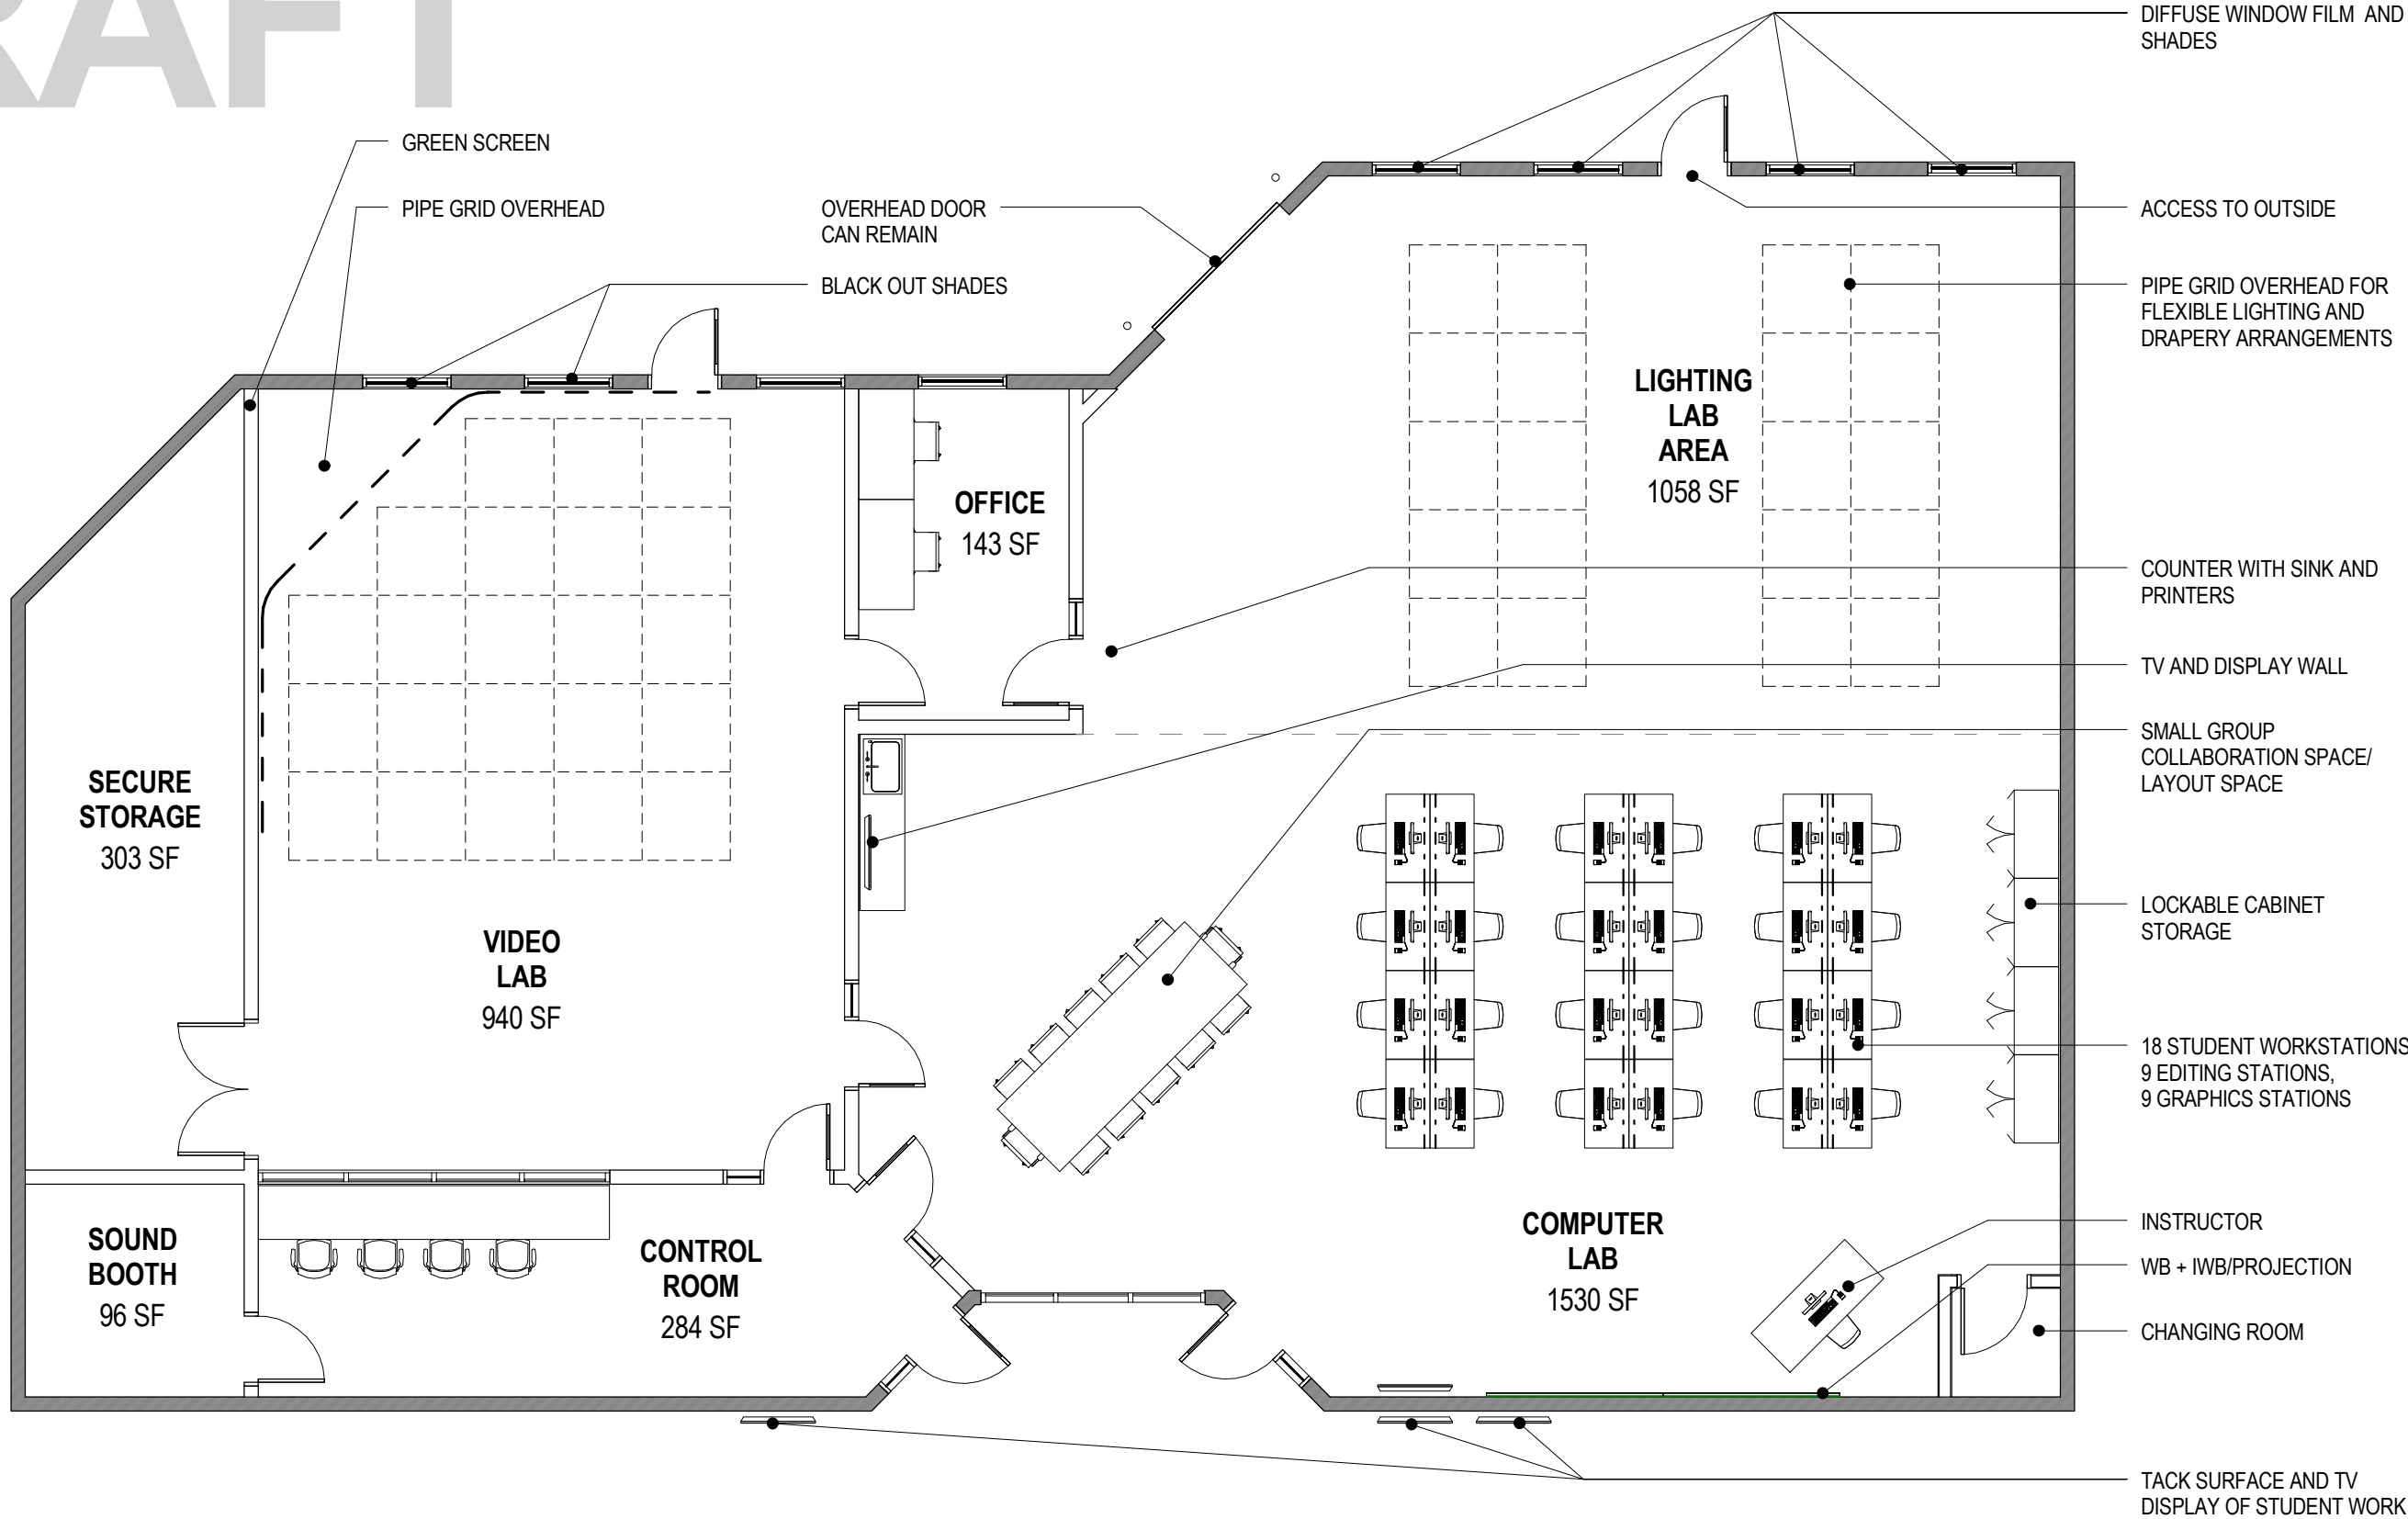 DIFFUSE WINDOW FILM AND
SHADES
GREEN SCREEN
PIPE GRID OVERHEAD
OVERHEAD DOOR
CAN REMAIN
BLACK OUT SHADES
ACCESS TO OUTSIDE
PIPE GRID OVERHEAD FOR
FLEXIBLE LIGHTING AND
DRAPERY ARRANGEMENTS
LIGHTING
LAB
AREA
1058 SF
OFFICE
143 SF
COUNTER WITH SINK AND
PRINTERS
TV AND DISPLAY WALL
SMALL GROUP
COLLABORATION SPACE/
LAYOUT SPACE
SECURE
STORAGE
303 SF
VIDEO
LAB
940 SF
LOCKABLE CABINET
STORAGE
18 STUDENT WORKSTATIONS
9 EDITING STATIONS,
9 GRAPHICS STATIONS
SOUND
BOOTH
96 SF
CONTROL
ROOM
284 SF
COMPUTER
LAB
1530 SF
INSTRUCTOR
WB + IWB/PROJECTION
CHANGING ROOM
TACK SURFACE AND TV
DISPLAY OF STUDENT WORK